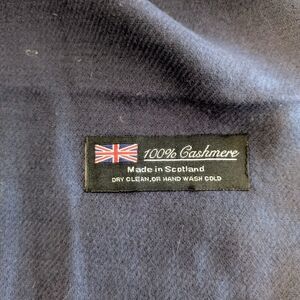 100% Cashmere
Made in Scotland
DRY CLEAN,OR HAND WASH COLD